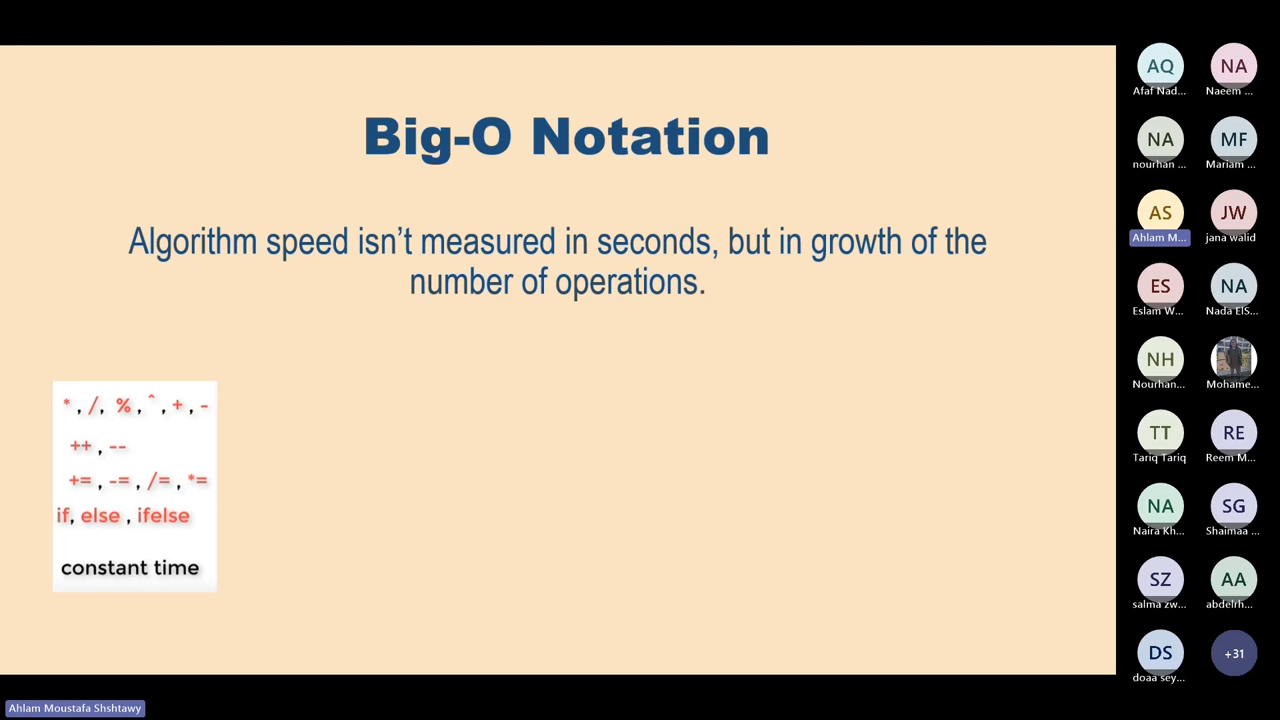 Big-O Notation
Algorithm speed isn’t measured in seconds, but in growth of the
number of operations.
* , /, % , ^ , + , -
++ , --
+= , -= , /= , *=
if, else , ifelse
constant time
AQ
Afaf Nad...
NA
Naeem ...
NA
nourhan ...
MF
Mariam ...
AS
Ahlam M...
JW
jana walid
ES
Eslam W...
NA
Nada ElS...
NH
Nourhan...
Mohame...
TT
Tariq Tariq
RE
Reem M...
NA
Naira Kh...
SG
Shaimaa ...
SZ
salma zw...
AA
abdelrh...
DS
doaa sey...
+31
Ahlam Moustafa Shshtawy